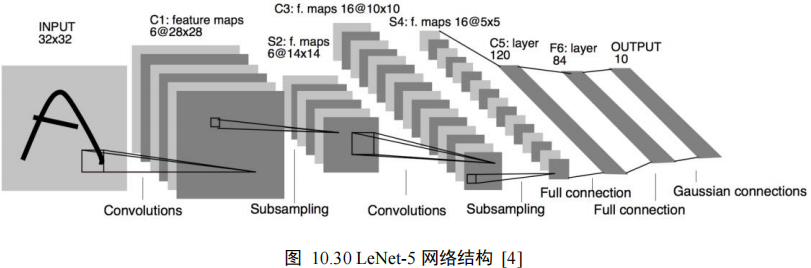 INPUT
32x32
C1: feature maps
6@28x28
S2: f. maps
6@14x14
C3: f. maps 16@10x10
S4: f. maps 16@5x5
C5: layer
120
F6: layer
84
OUTPUT
10
A
Convolutions
Subsampling
Convolutions
Subsampling
Full connection
Full connection
Gaussian connections
图 10.30 LeNet-5 网络结构 [4]